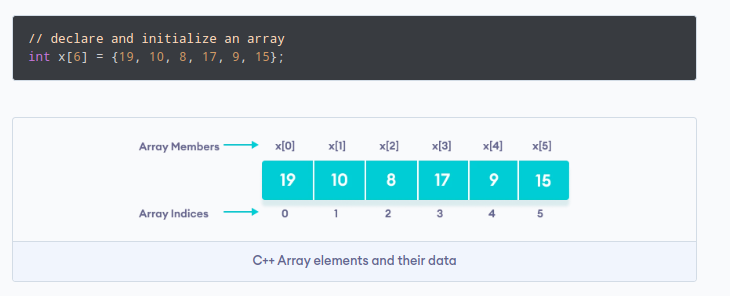 // declare and initialize an array
int x[6] = {19, 10, 8, 17, 9, 15};
Array Members x[0] x[1] x[2] x[3] x[4] x[5]
19 10 8 17 9 15
Array Indices 0 1 2 3 4 5
C++ Array elements and their data